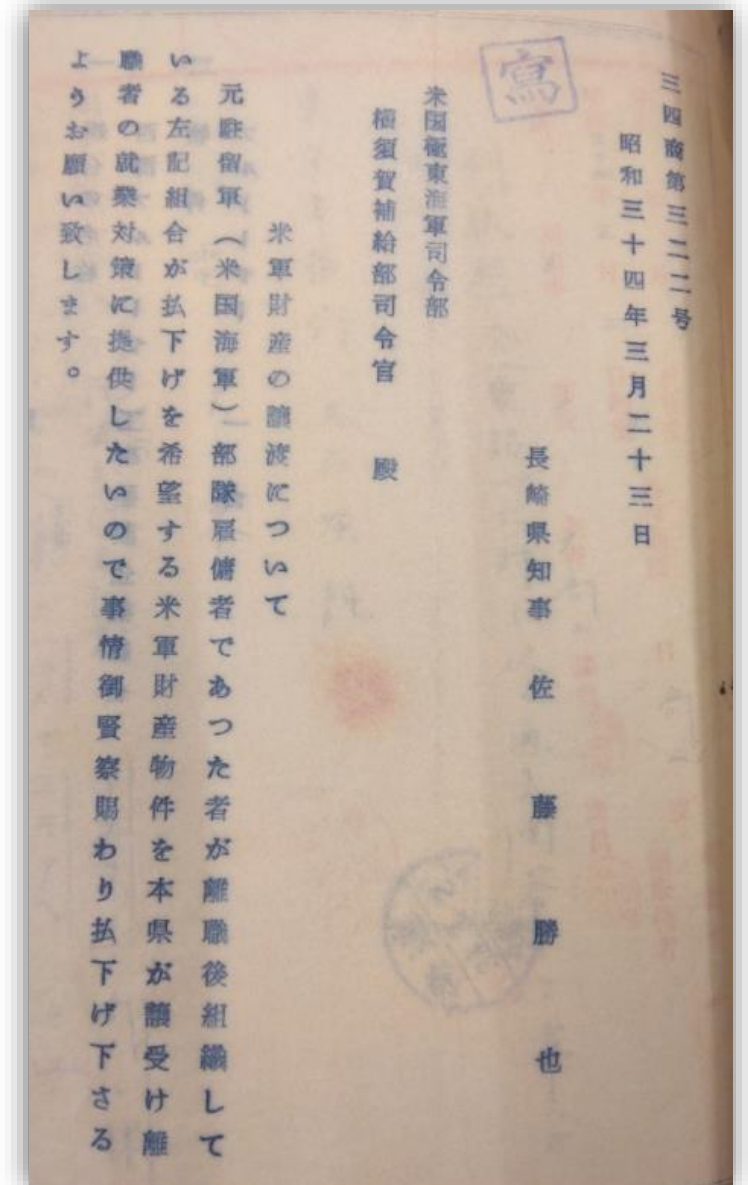 三四商第三二二号
昭和三十四年三月二十三日
長崎県知事 佐藤勝也
寫
米国極東海軍司令部
横須賀補給部司令官 殿
米軍財産の譲渡について
元駐留軍(米国海軍)部隊雇傭者であつた者が離職後組織して
いる左記組合が払下げを希望する米軍財産物件を本県が譲受け離
職者の就業対策に提供したいので事情御賢察賜わり払下げ下さる
ようお願い致します。